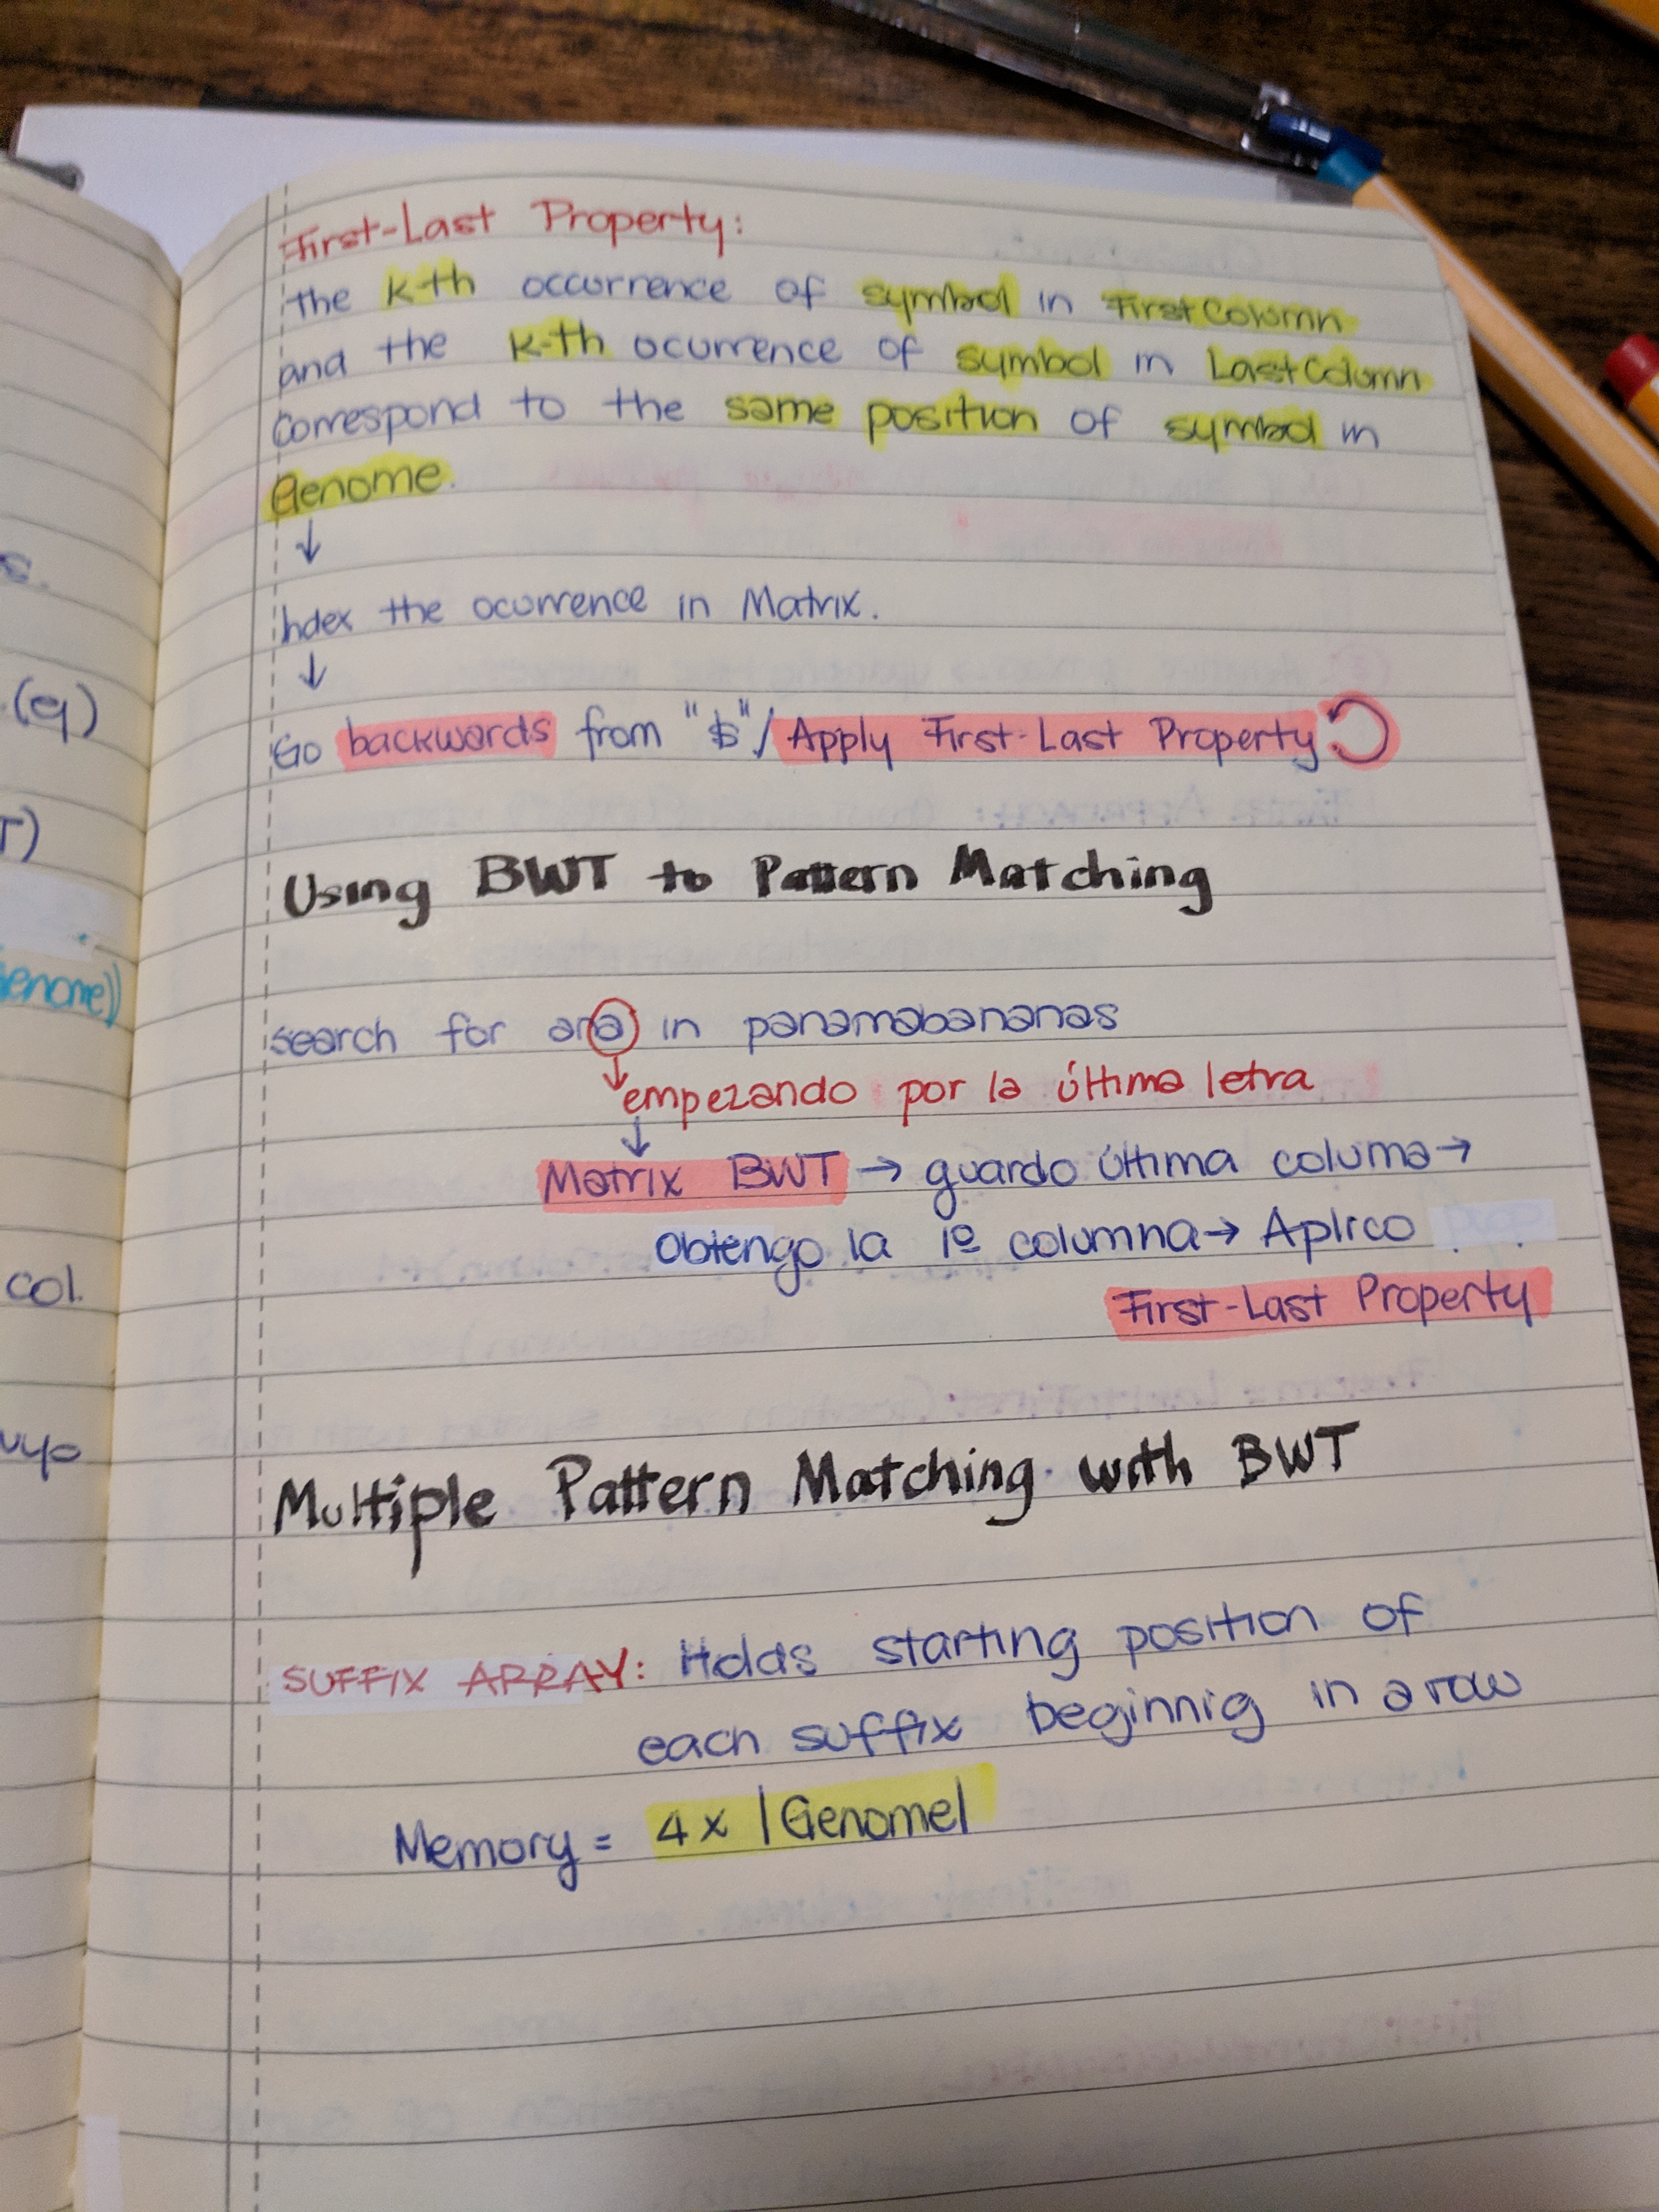 First-Last Property:
the k-th occurrence of symbol in FirstColumn
and the k-th ocurrence of symbol in LastColumn
correspond to the same position of symbol in
Genome.
↓
Index the ocurrence in Matrix.
↓
Go backwards from "$"/Apply First-Last Property
Using BWT to Pattern Matching
search for ana in panamabananas
↓empezando por la última letra
↓
Matrix BWT → guardo última columa →
obtengo la 1º columna → Aplico
First-Last Property
Multiple Pattern Matching with BWT
SUFFIX ARRAY: Holds starting position of
each suffix beginnig in a row
Memory = 4x |Genome|
s.
(eq)
T)
Genome))
col.